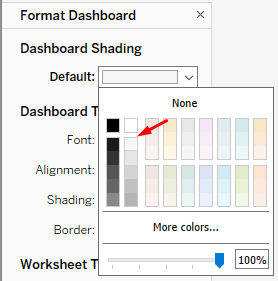 Format Dashboard ×
Dashboard Shading
Default:
None
Dashboard T
Font:
Alignment:
Shading:
More colors...
Border:
100%
Worksheet T